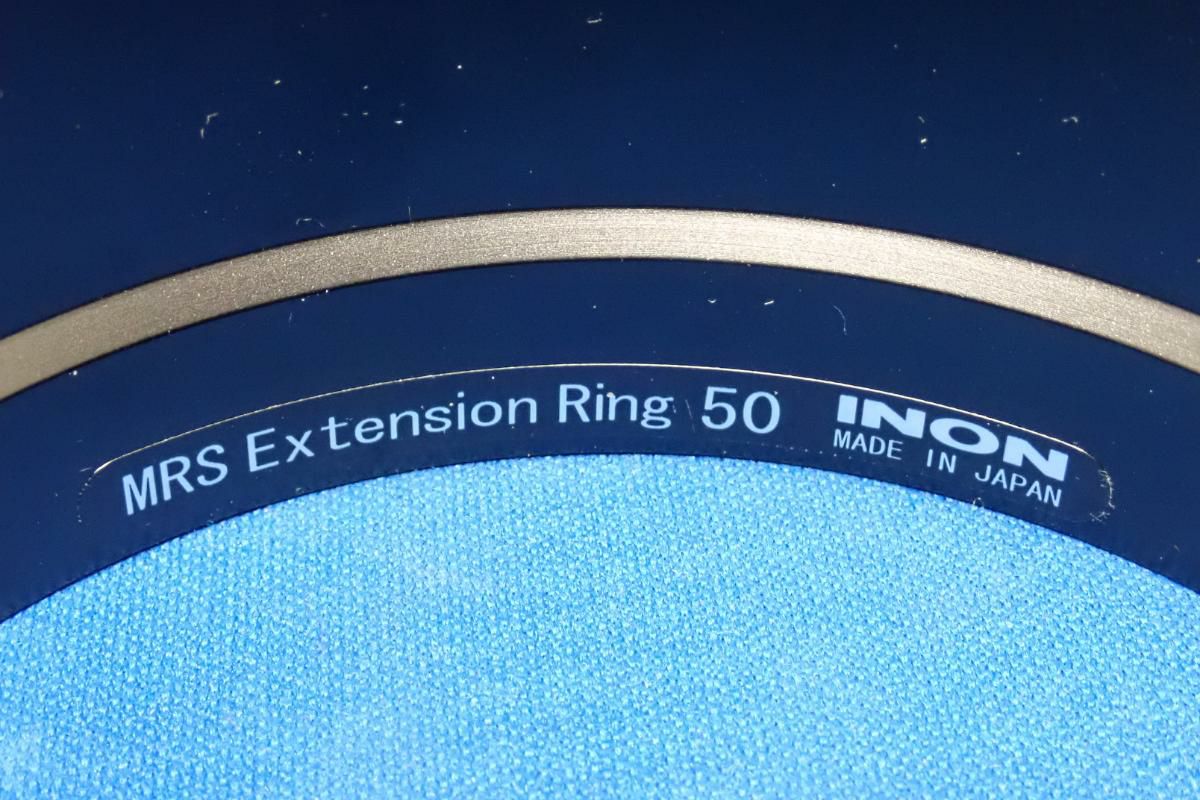 MRS Extension Ring 50
INON
MADE IN JAPAN